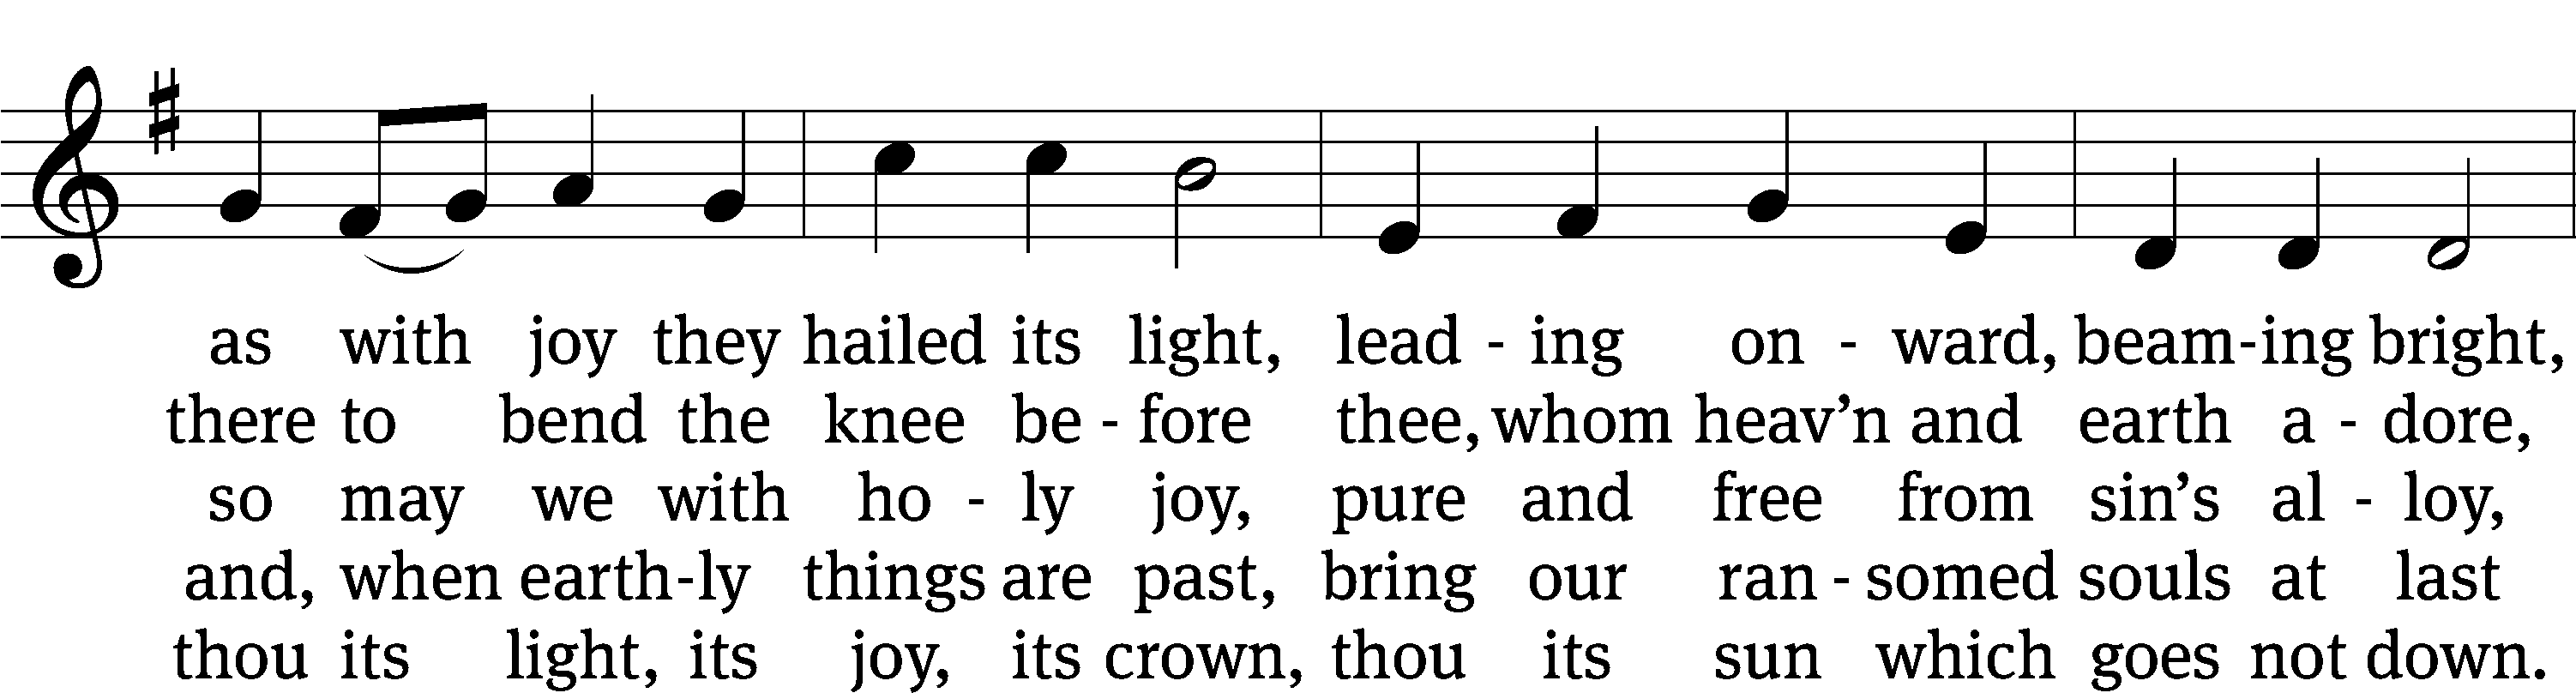 as with joy they hailed its light, lead - ing on - ward, beam-ing bright,
there to bend the knee be - fore thee, whom heav’n and earth a - dore,
so may we with ho - ly joy, pure and free from sin’s al - loy,
and, when earth-ly things are past, bring our ran - somed souls at last
thou its light, its joy, its crown, thou its sun which goes not down.